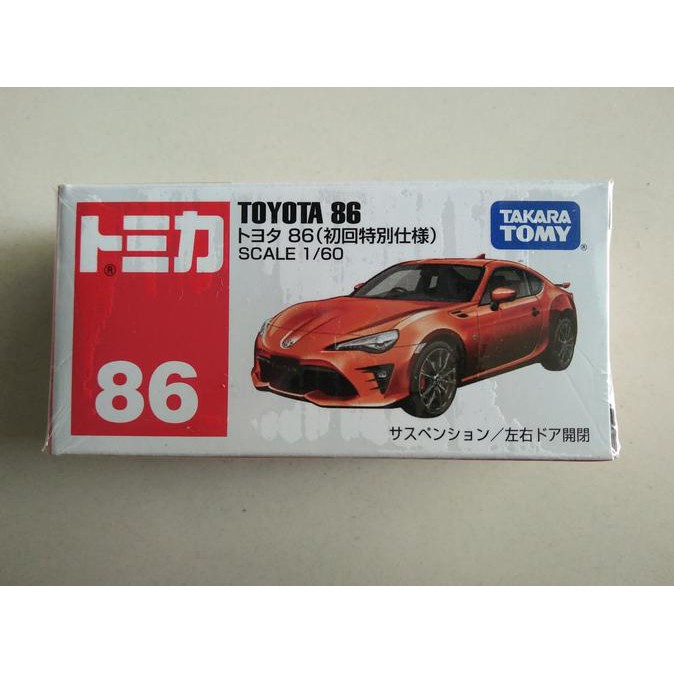 トミカ®
86
TOYOTA 86
トヨタ 86(初回特別仕様)
SCALE 1/60
TAKARA
TOMY®
サスペンション/左右ドア開閉